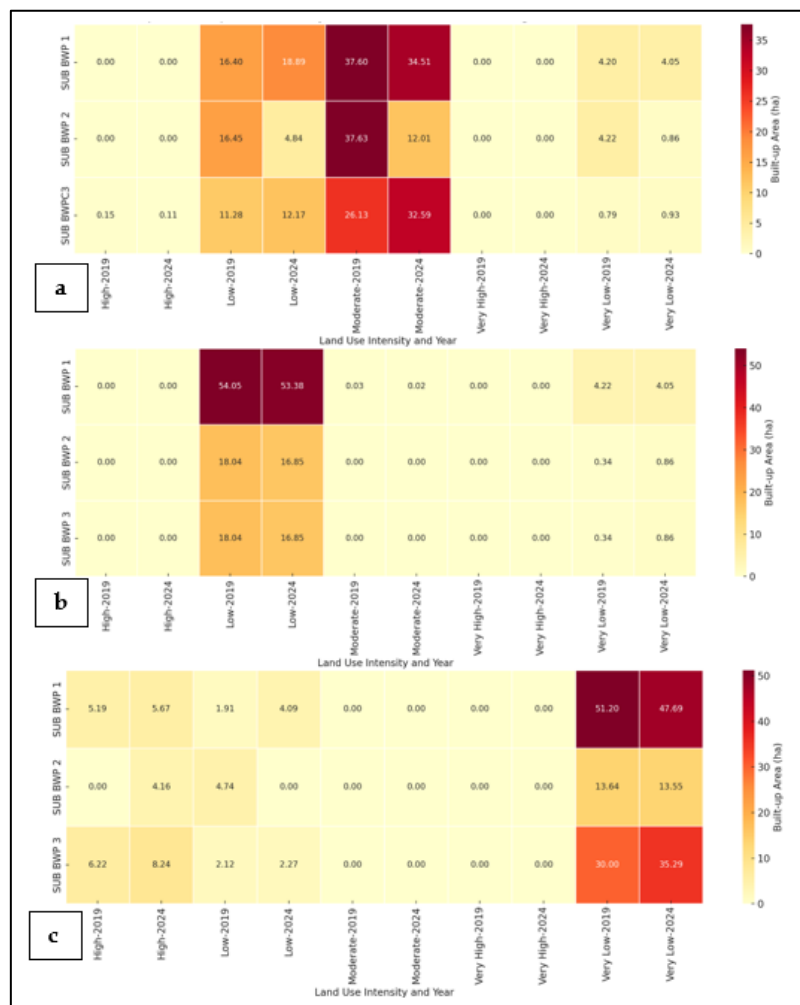 SUB BWP 1
0.00 0.00 16.40 18.89 37.60 34.51 0.00 0.00 4.20 4.05
SUB BWP 2
0.00 0.00 16.45 4.84 37.63 12.01 0.00 0.00 4.22 0.86
SUB BWPC3
0.15 0.11 11.28 12.17 26.13 32.59 0.00 0.00 0.79 0.93
High-2019 High-2024 Low-2019 Low-2024 Moderate-2019 Moderate-2024 Very High-2019 Very High-2024 Very Low-2019 Very Low-2024
Land Use Intensity and Year
35
30
25
20
15
10
5
0
Built-up Area (ha)
a
SUB BWP 1
0.00 0.00 54.05 53.38 0.03 0.02 0.00 0.00 4.22 4.05
SUB BWP 2
0.00 0.00 18.04 16.85 0.00 0.00 0.00 0.00 0.34 0.86
SUB BWP 3
0.00 0.00 18.04 16.85 0.00 0.00 0.00 0.00 0.34 0.86
High-2019 High-2024 Low-2019 Low-2024 Moderate-2019 Moderate-2024 Very High-2019 Very High-2024 Very Low-2019 Very Low-2024
Land Use Intensity and Year
50
40
30
20
10
0
Built-up Area (ha)
b
SUB BWP 1
5.19 5.67 1.91 4.09 0.00 0.00 0.00 0.00 51.20 47.69
SUB BWP 2
0.00 4.16 4.74 0.00 0.00 0.00 0.00 0.00 13.64 13.55
SUB BWP 3
6.22 8.24 2.12 2.27 0.00 0.00 0.00 0.00 30.00 35.29
High-2019 High-2024 Low-2019 Low-2024 Moderate-2019 Moderate-2024 Very High-2019 Very High-2024 Very Low-2019 Very Low-2024
Land Use Intensity and Year
50
40
30
20
10
0
Built-up Area (ha)
c